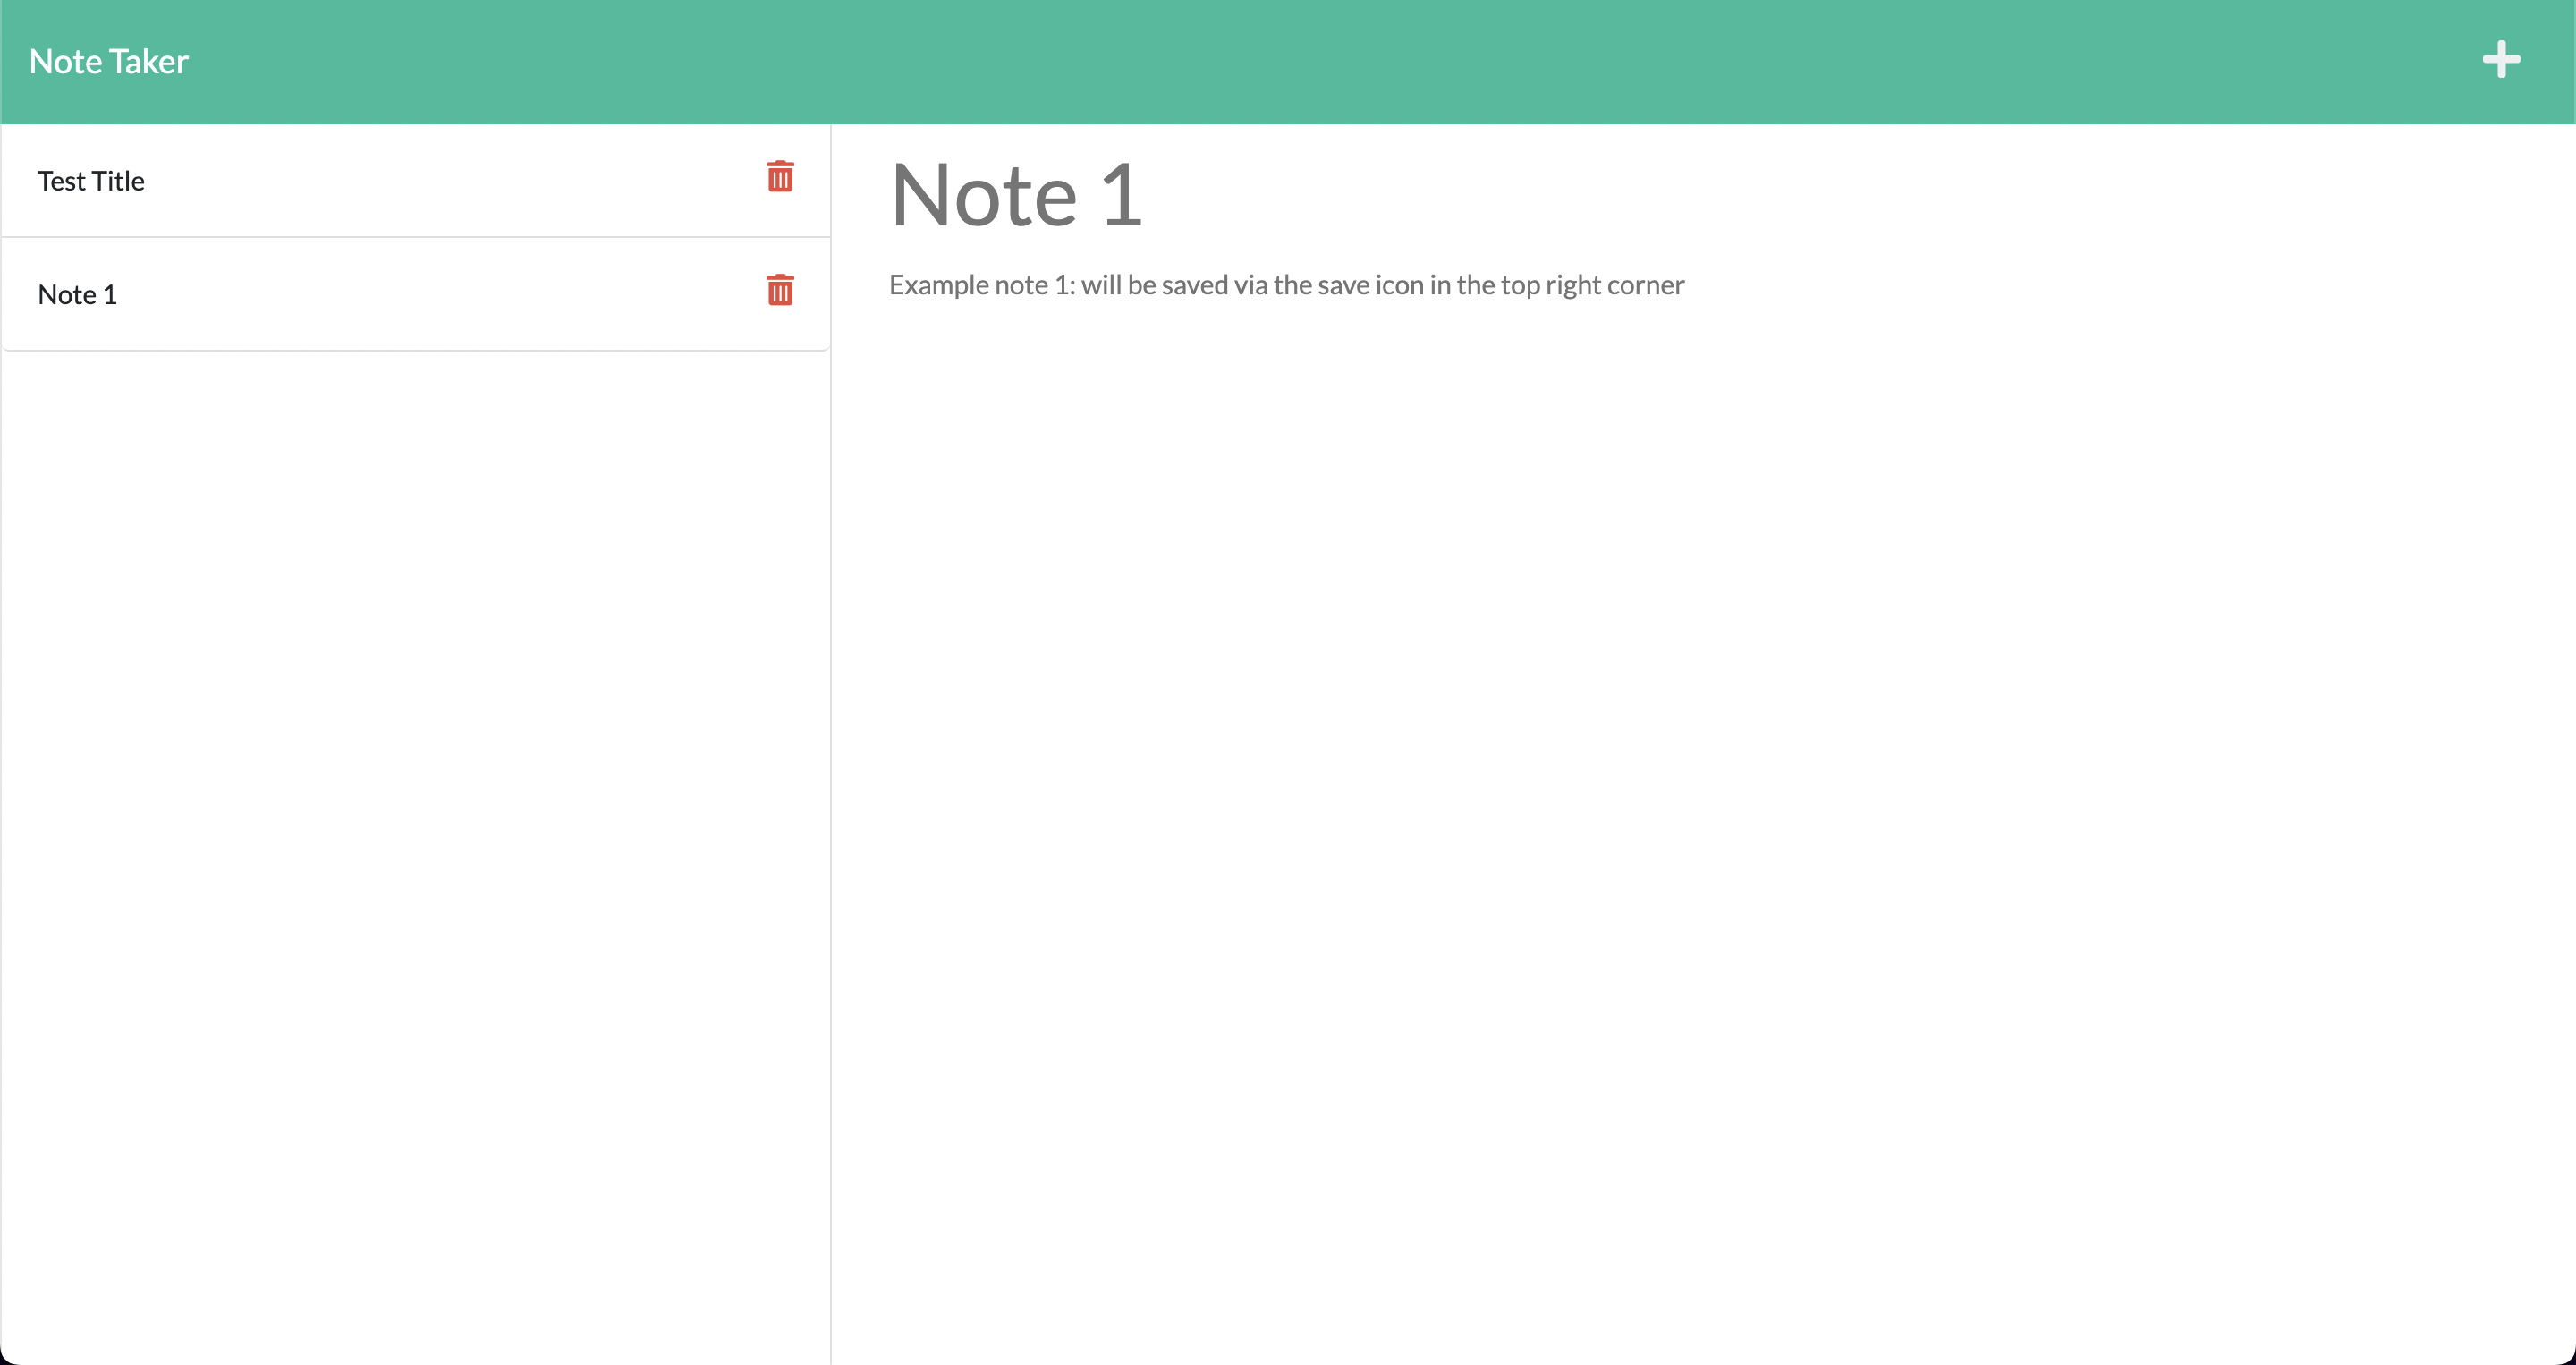 Note Taker
Test Title
Note 1
Note 1
Example note 1: will be saved via the save icon in the top right corner